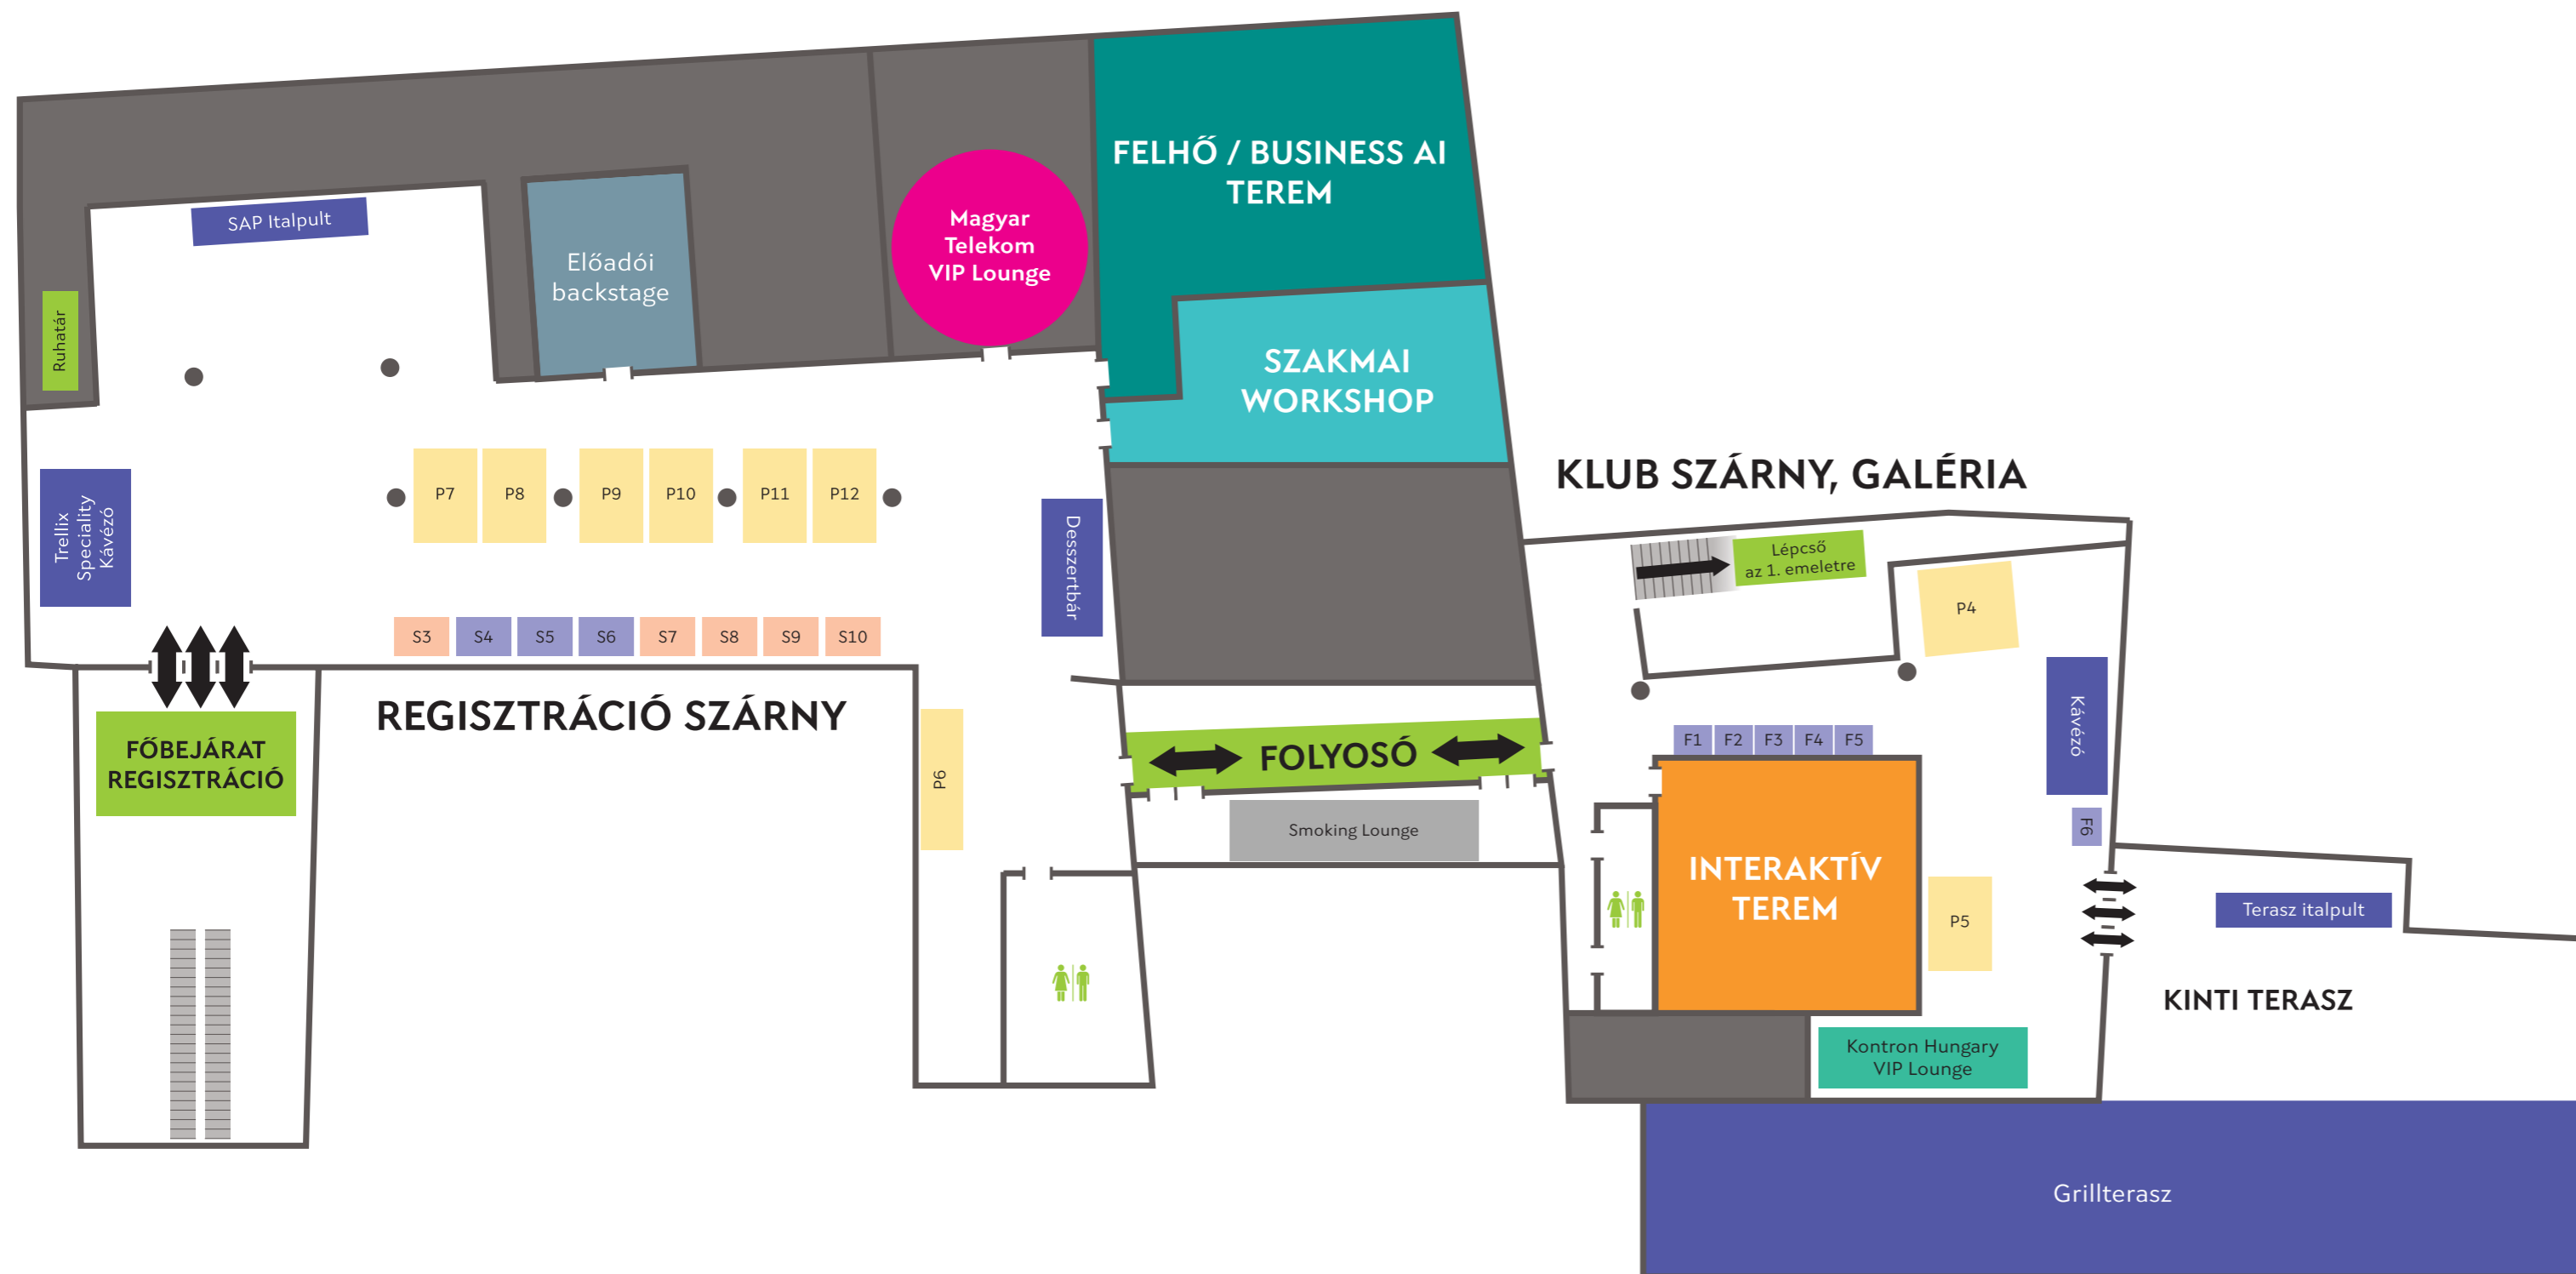 FELHŐ / BUSINESS AI
TEREM
Magyar
Telekom
VIP Lounge
SAP Italpult
Előadói
backstage
Ruhatár
SZAKMAI
WORKSHOP
KLUB SZÁRNY, GALÉRIA
Trellix
Speciality
Kávézó
P7
P8
P9
P10
P11
P12
Desszertbár
Lépcső
az 1. emeletre
P4
S3
S4
S5
S6
S7
S8
S9
S10
REGISZTRÁCIÓ SZÁRNY
FŐBEJÁRAT
REGISZTRÁCIÓ
P6
FOLYOSÓ
Smoking Lounge
F1
F2
F3
F4
F5
Kávézó
F6
INTERAKTÍV
TEREM
P5
Terasz italpult
KINTI TERASZ
Kontron Hungary
VIP Lounge
Grillterasz